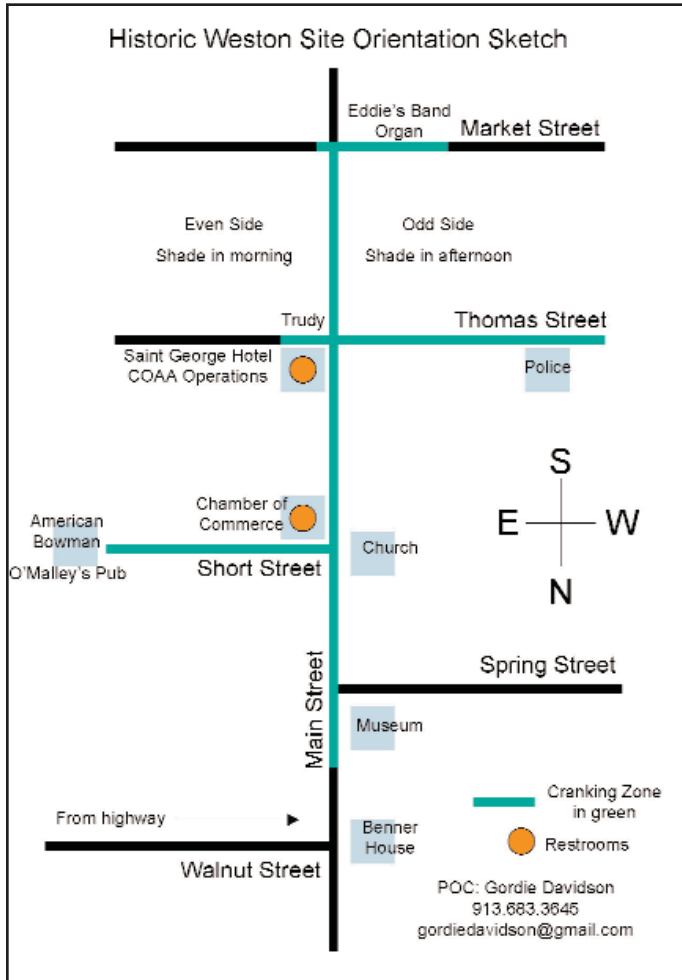 Historic Weston Site Orientation Sketch
Eddie's Band
Organ
Market Street
Even Side
Shade in morning
Odd Side
Shade in afternoon
Trudy
Thomas Street
Saint George Hotel
COAA Operations
Police
S
E
W
N
Chamber of
Commerce
American
Bowman
O'Malley's Pub
Short Street
Church
Main Street
Spring Street
Museum
From highway
Walnut Street
Benner
House
Cranking Zone
in green
Restrooms
POC: Gordie Davidson
913.683.3645
gordiedavidson@gmail.com